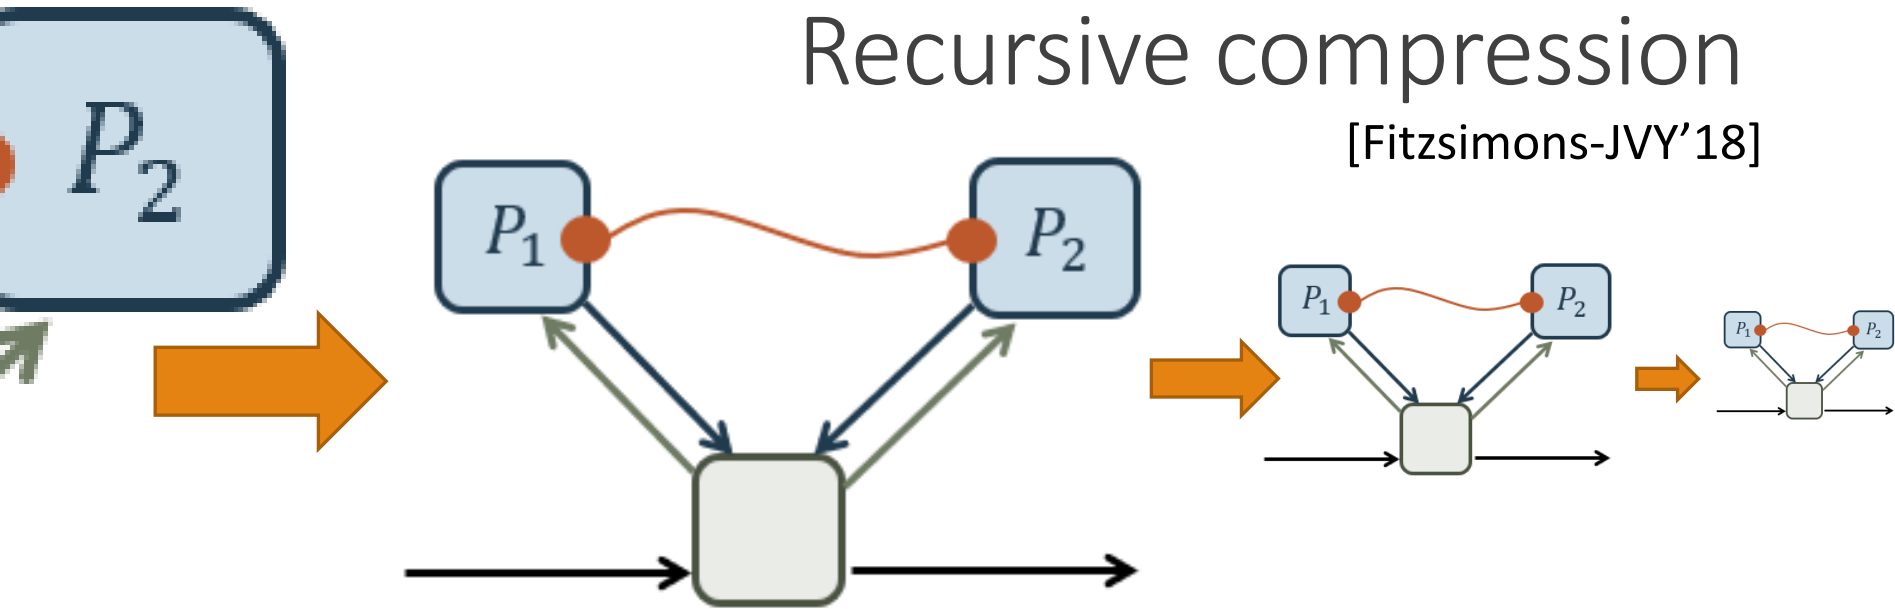 Recursive compression
[Fitzsimons-JVY’18]
P₂
P₁ P₂
P₁ P₂
P₁ P₂